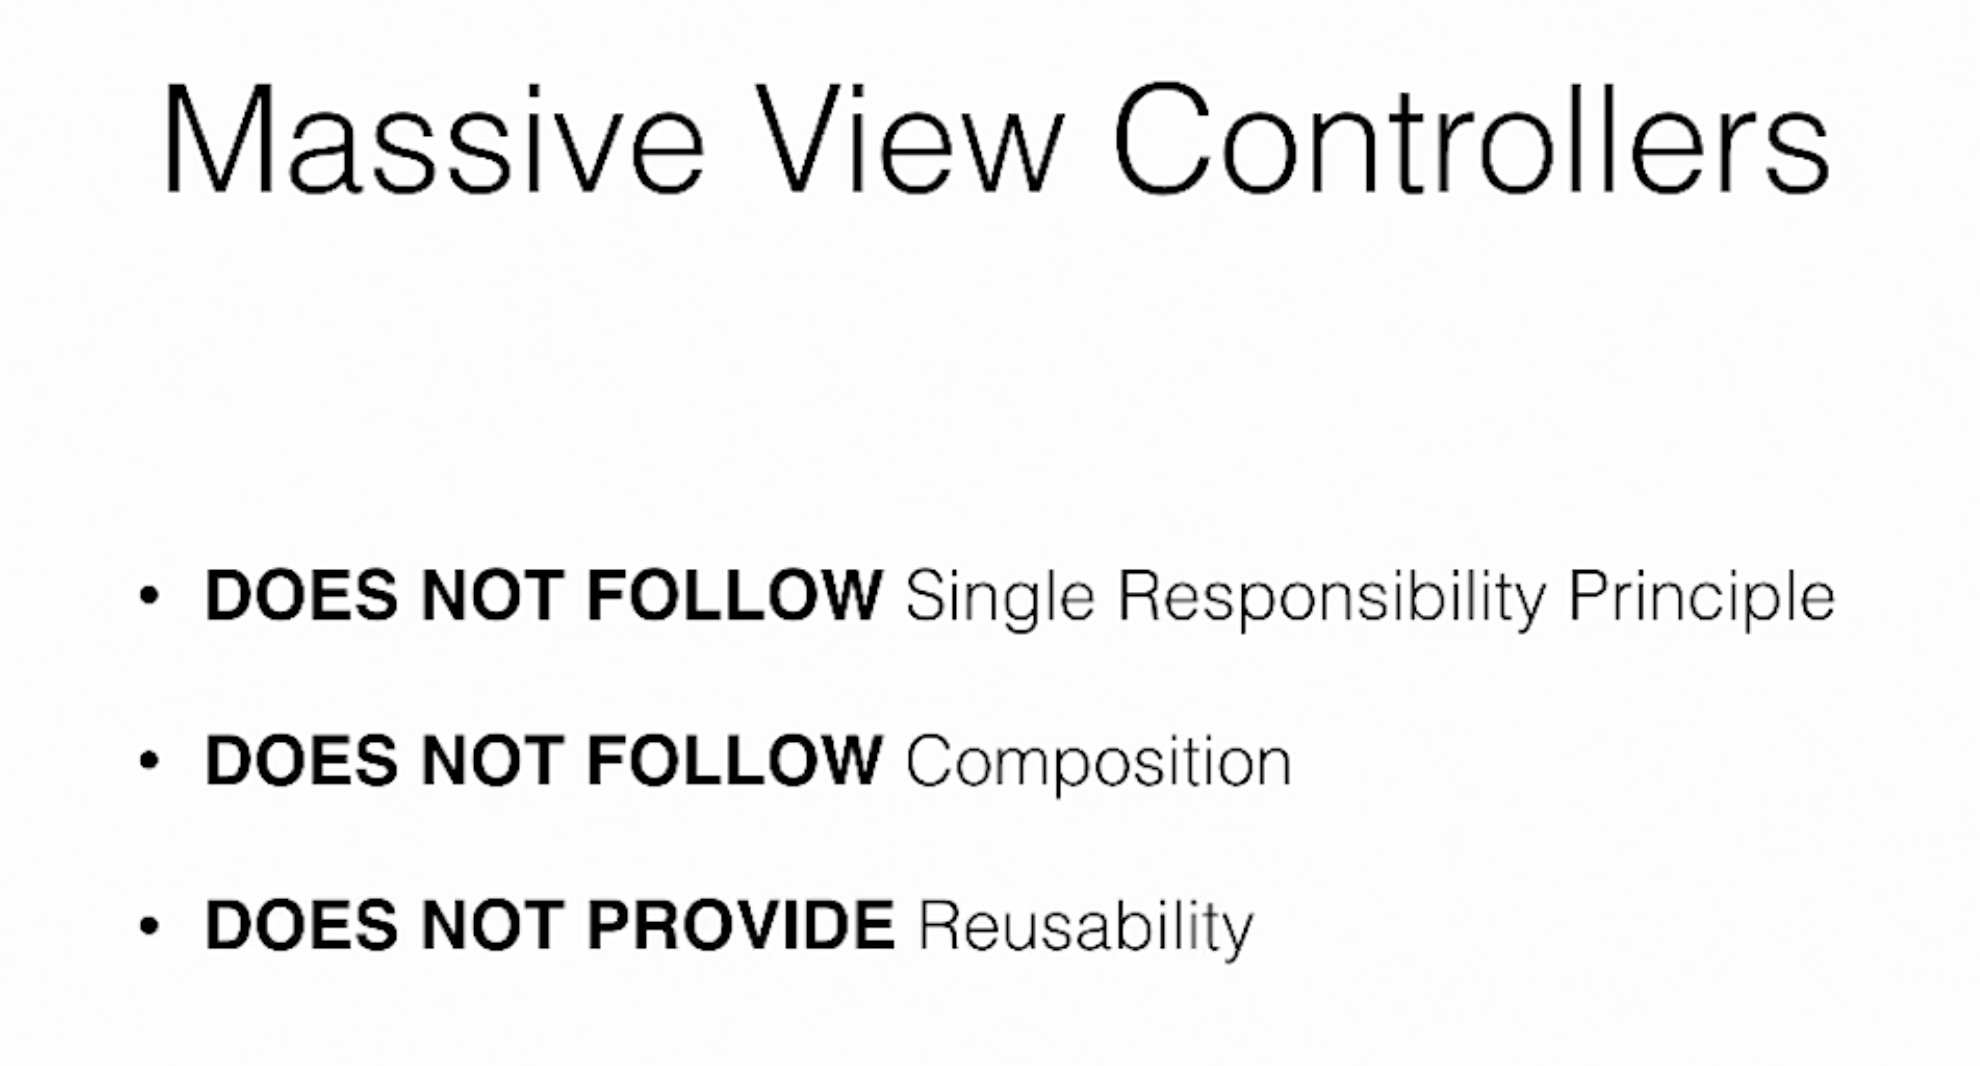 Massive View Controllers
• DOES NOT FOLLOW Single Responsibility Principle
• DOES NOT FOLLOW Composition
• DOES NOT PROVIDE Reusability